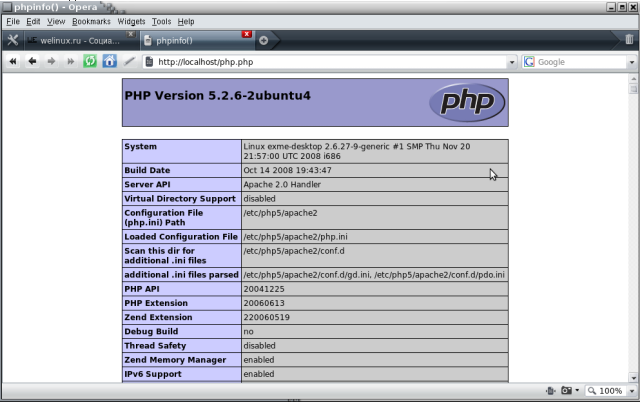 phpinfo() - Opera
File Edit View Bookmarks Widgets Tools Help
welinux.ru - Социа...
phpinfo()
http://localhost/php.php
Google
PHP Version 5.2.6-2ubuntu4
php
System
Linux exme-desktop 2.6.27-9-generic #1 SMP Thu Nov 20
21:57:00 UTC 2008 i686
Build Date
Oct 14 2008 19:43:47
Server API
Apache 2.0 Handler
Virtual Directory Support
disabled
Configuration File
(php.ini) Path
/etc/php5/apache2
Loaded Configuration File
/etc/php5/apache2/php.ini
Scan this dir for
additional .ini files
/etc/php5/apache2/conf.d
additional .ini files parsed
/etc/php5/apache2/conf.d/gd.ini, /etc/php5/apache2/conf.d/pdo.ini
PHP API
20041225
PHP Extension
20060613
Zend Extension
220060519
Debug Build
no
Thread Safety
disabled
Zend Memory Manager
enabled
IPv6 Support
enabled
100%